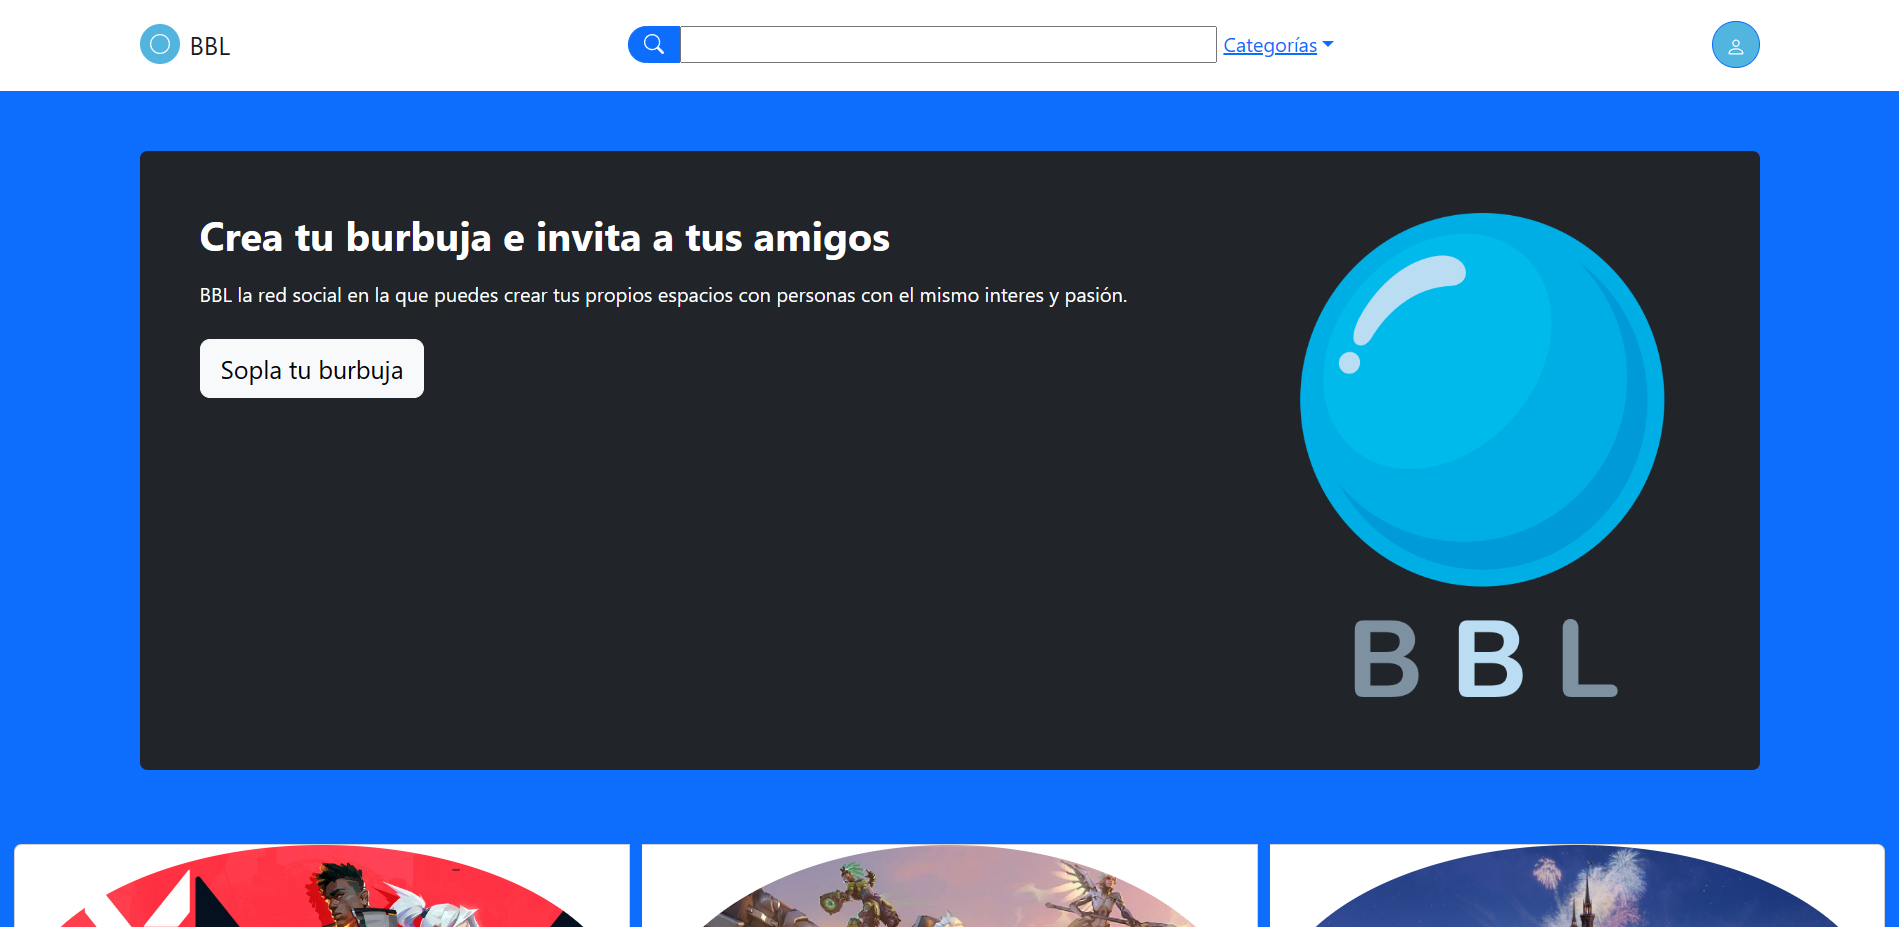 BBL
Categorías
Crea tu burbuja e invita a tus amigos
BBL la red social en la que puedes crear tus propios espacios con personas con el mismo interes y pasión.
Sopla tu burbuja
B B L